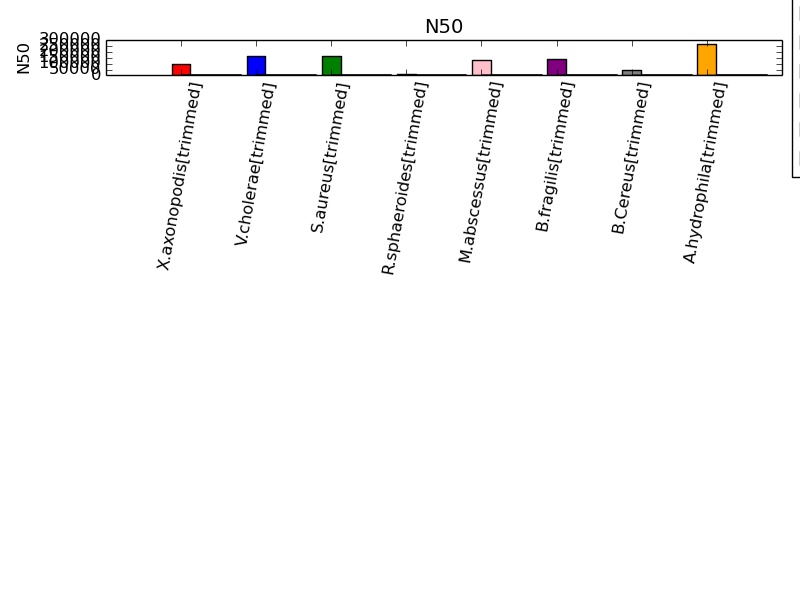 N50
N50
300000
50000
0
X.axonopodis[trimmed]
V.cholerae[trimmed]
S.aureus[trimmed]
R.sphaeroides[trimmed]
M.abscessus[trimmed]
B.fragilis[trimmed]
B.Cereus[trimmed]
A.hydrophila[trimmed]